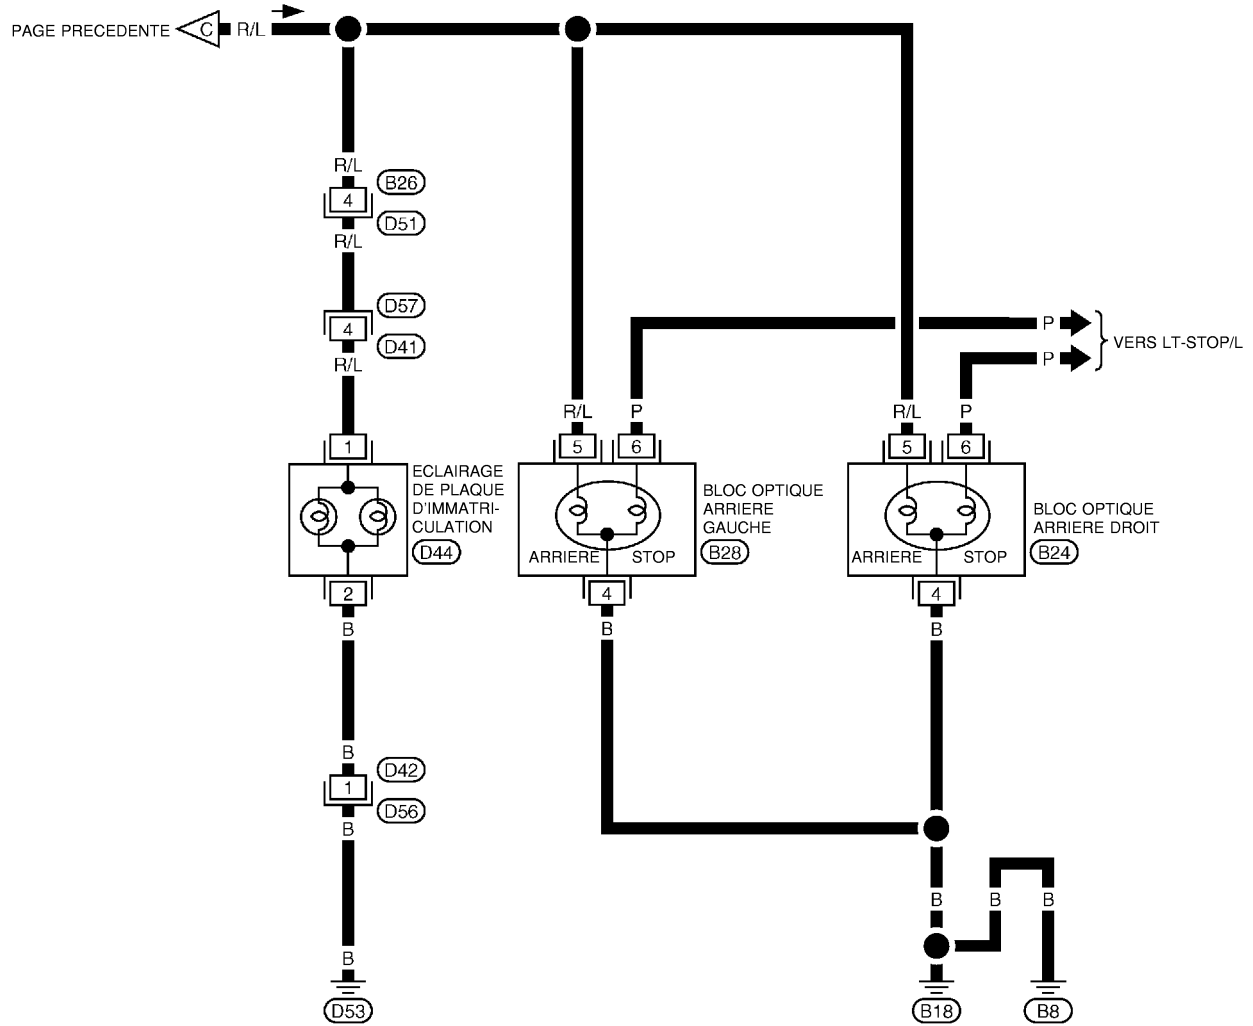 PAGE PRECEDENTE C R/L
R/L
B26
4
D51
R/L
D57
4
D41
R/L
P
P
VERS LT-STOP/L
R/L
P
R/L
P
1
5
6
5
6
ECLAIRAGE
DE PLAQUE
D'IMMATRI-
CULATION
D44
BLOC OPTIQUE
ARRIERE
GAUCHE
B28
BLOC OPTIQUE
ARRIERE DROIT
B24
ARRIERE STOP
ARRIERE STOP
2
4
4
B
B
B
B
D42
1
D56
B
B
B
B
B
D53
B18
B8